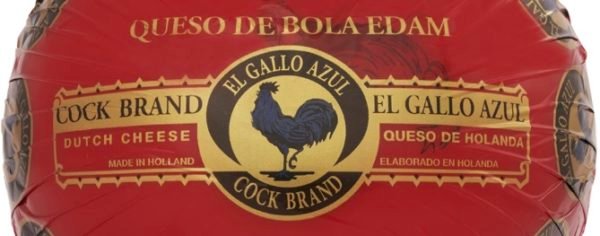 QUESO DE BOLA EDAM
EL GALLO AZUL
COCK BRAND
COCK BRAND
DUTCH CHEESE
MADE IN HOLLAND
EL GALLO AZUL
QUESO DE HOLANDA
ELABORADO EN HOLANDA